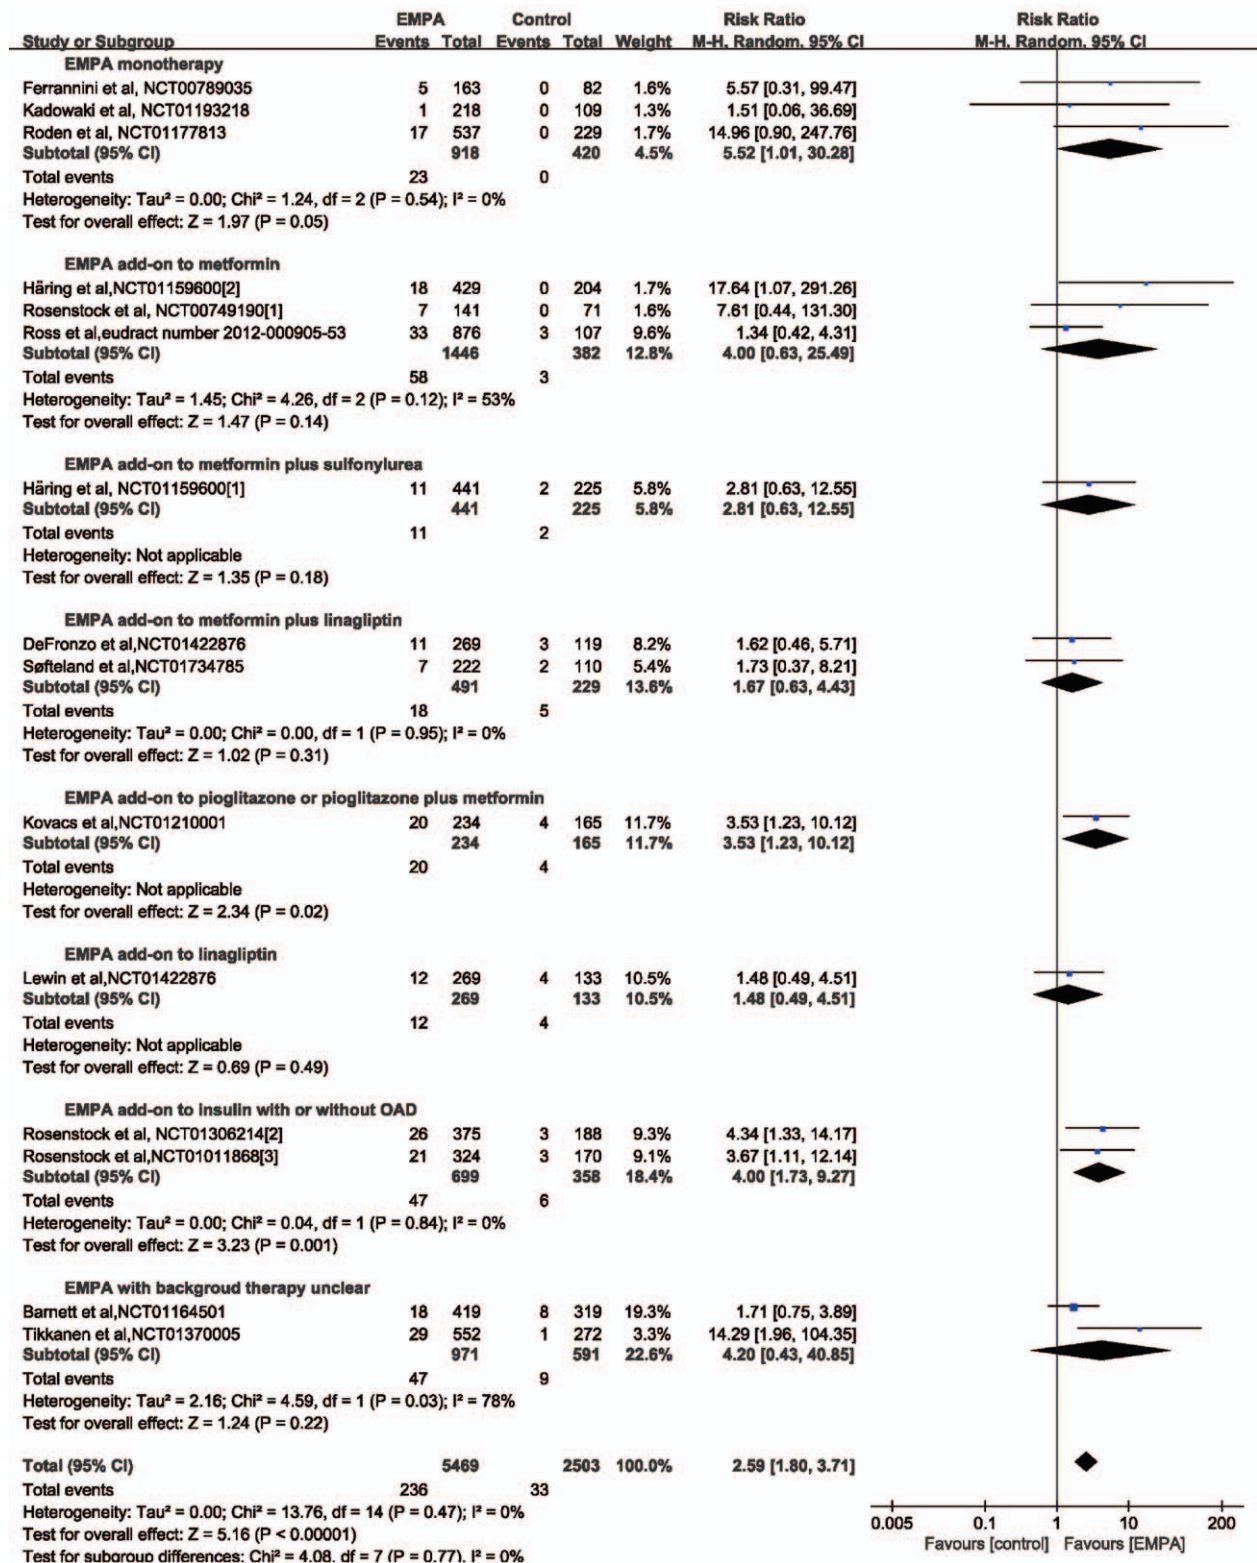 EMPA Control Risk Ratio Risk Ratio
Study or Subgroup Events Total Events Total Weight M-H, Random, 95% CI M-H, Random, 95% CI
EMPA monotherapy
Ferrannini et al, NCT00789035 5 163 0 82 1.6% 5.57 [0.31, 99.47]
Kadowaki et al, NCT01193218 1 218 0 109 1.3% 1.51 [0.06, 36.69]
Roden et al, NCT01177813 17 537 0 229 1.7% 14.96 [0.90, 247.76]
Subtotal (95% CI) 918 420 4.5% 5.52 [1.01, 30.28]
Total events 23 0
Heterogeneity: Tau² = 0.00; Chi² = 1.24, df = 2 (P = 0.54); I² = 0%
Test for overall effect: Z = 1.97 (P = 0.05)
EMPA add-on to metformin
Häring et al,NCT01159600[2] 18 429 0 204 1.7% 17.64 [1.07, 291.26]
Rosenstock et al, NCT00749190[1] 7 141 0 71 1.6% 7.61 [0.44, 131.30]
Ross et al,eudract number 2012-000905-53 33 876 3 107 9.6% 1.34 [0.42, 4.31]
Subtotal (95% CI) 1446 382 12.8% 4.00 [0.63, 25.49]
Total events 58 3
Heterogeneity: Tau² = 1.45; Chi² = 4.26, df = 2 (P = 0.12); I² = 53%
Test for overall effect: Z = 1.47 (P = 0.14)
EMPA add-on to metformin plus sulfonylurea
Häring et al, NCT01159600[1] 11 441 2 225 5.8% 2.81 [0.63, 12.55]
Subtotal (95% CI) 441 225 5.8% 2.81 [0.63, 12.55]
Total events 11 2
Heterogeneity: Not applicable
Test for overall effect: Z = 1.35 (P = 0.18)
EMPA add-on to metformin plus linagliptin
DeFronzo et al,NCT01422876 11 269 3 119 8.2% 1.62 [0.46, 5.71]
Søfteland et al,NCT01734785 7 222 2 110 5.4% 1.73 [0.37, 8.21]
Subtotal (95% CI) 491 229 13.6% 1.67 [0.63, 4.43]
Total events 18 5
Heterogeneity: Tau² = 0.00; Chi² = 0.00, df = 1 (P = 0.95); I² = 0%
Test for overall effect: Z = 1.02 (P = 0.31)
EMPA add-on to pioglitazone or pioglitazone plus metformin
Kovacs et al,NCT01210001 20 234 4 165 11.7% 3.53 [1.23, 10.12]
Subtotal (95% CI) 234 165 11.7% 3.53 [1.23, 10.12]
Total events 20 4
Heterogeneity: Not applicable
Test for overall effect: Z = 2.34 (P = 0.02)
EMPA add-on to linagliptin
Lewin et al,NCT01422876 12 269 4 133 10.5% 1.48 [0.49, 4.51]
Subtotal (95% CI) 269 133 10.5% 1.48 [0.49, 4.51]
Total events 12 4
Heterogeneity: Not applicable
Test for overall effect: Z = 0.69 (P = 0.49)
EMPA add-on to insulin with or without OAD
Rosenstock et al, NCT01306214[2] 26 375 3 188 9.3% 4.34 [1.33, 14.17]
Rosenstock et al,NCT01011868[3] 21 324 3 170 9.1% 3.67 [1.11, 12.14]
Subtotal (95% CI) 699 358 18.4% 4.00 [1.73, 9.27]
Total events 47 6
Heterogeneity: Tau² = 0.00; Chi² = 0.04, df = 1 (P = 0.84); I² = 0%
Test for overall effect: Z = 3.23 (P = 0.001)
EMPA with backgroud therapy unclear
Barnett et al,NCT01164501 18 419 8 319 19.3% 1.71 [0.75, 3.89]
Tikkanen et al,NCT01370005 29 552 1 272 3.3% 14.29 [1.96, 104.35]
Subtotal (95% CI) 971 591 22.6% 4.20 [0.43, 40.85]
Total events 47 9
Heterogeneity: Tau² = 2.16; Chi² = 4.59, df = 1 (P = 0.03); I² = 78%
Test for overall effect: Z = 1.24 (P = 0.22)
Total (95% CI) 5469 2503 100.0% 2.59 [1.80, 3.71]
Total events 236 33
Heterogeneity: Tau² = 0.00; Chi² = 13.76, df = 14 (P = 0.47); I² = 0%
Test for overall effect: Z = 5.16 (P < 0.00001)
Test for subgroup differences: Chi² = 4.08, df = 7 (P = 0.77), I² = 0%
0.005 0.1 1 10 200
Favours [control] Favours [EMPA]